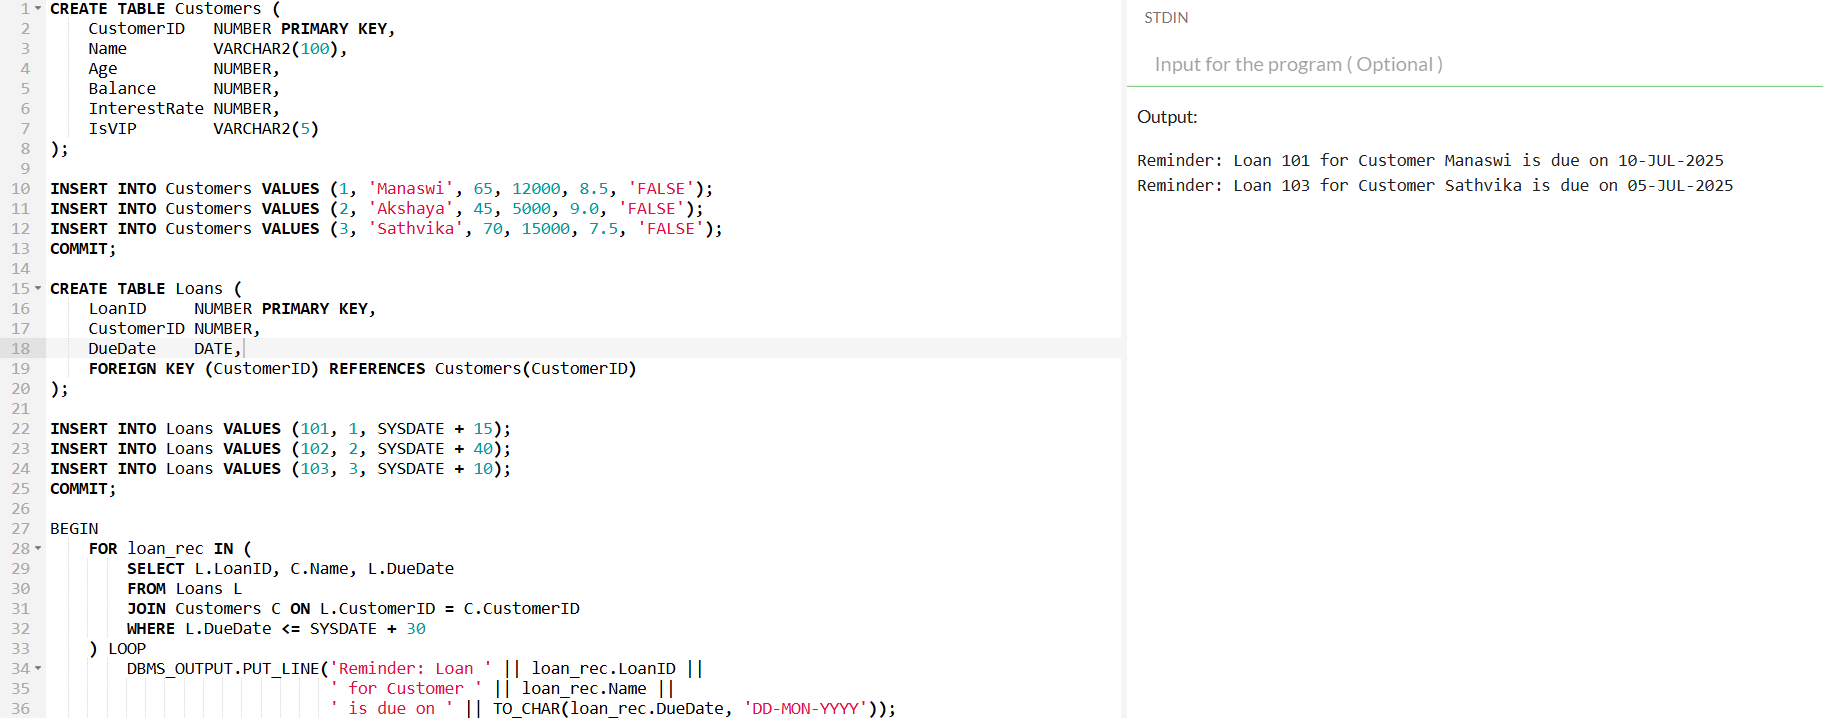 1 CREATE TABLE Customers (
2 CustomerID NUMBER PRIMARY KEY,
3 Name VARCHAR2(100),
4 Age NUMBER,
5 Balance NUMBER,
6 InterestRate NUMBER,
7 IsVIP VARCHAR2(5)
8 );
9
10 INSERT INTO Customers VALUES (1, 'Manaswi', 65, 12000, 8.5, 'FALSE');
11 INSERT INTO Customers VALUES (2, 'Akshaya', 45, 5000, 9.0, 'FALSE');
12 INSERT INTO Customers VALUES (3, 'Sathvika', 70, 15000, 7.5, 'FALSE');
13 COMMIT;
14
15 CREATE TABLE Loans (
16 LoanID NUMBER PRIMARY KEY,
17 CustomerID NUMBER,
18 DueDate DATE,
19 FOREIGN KEY (CustomerID) REFERENCES Customers(CustomerID)
20 );
21
22 INSERT INTO Loans VALUES (101, 1, SYSDATE + 15);
23 INSERT INTO Loans VALUES (102, 2, SYSDATE + 40);
24 INSERT INTO Loans VALUES (103, 3, SYSDATE + 10);
25 COMMIT;
26
27 BEGIN
28 FOR loan_rec IN (
29 SELECT L.LoanID, C.Name, L.DueDate
30 FROM Loans L
31 JOIN Customers C ON L.CustomerID = C.CustomerID
32 WHERE L.DueDate <= SYSDATE + 30
33 ) LOOP
34 DBMS_OUTPUT.PUT_LINE('Reminder: Loan ' || loan_rec.LoanID ||
35 ' for Customer ' || loan_rec.Name ||
36 ' is due on ' || TO_CHAR(loan_rec.DueDate, 'DD-MON-YYYY'));
STDIN
Input for the program ( Optional )
Output:
Reminder: Loan 101 for Customer Manaswi is due on 10-JUL-2025
Reminder: Loan 103 for Customer Sathvika is due on 05-JUL-2025